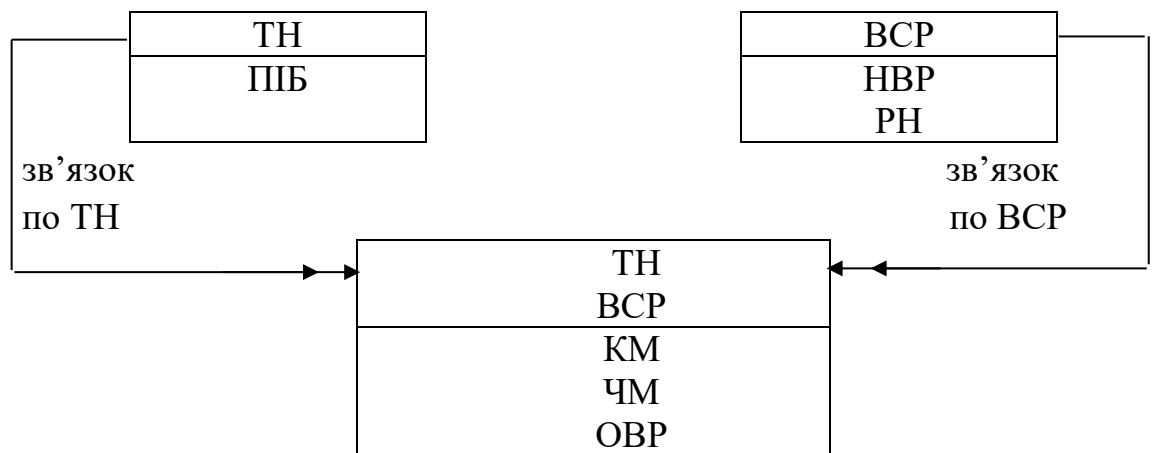 ТН
ПІБ
ВСР
НВР
РН
зв’язок
по ТН
зв’язок
по ВСР
ТН
ВСР
КМ
ЧМ
ОВР